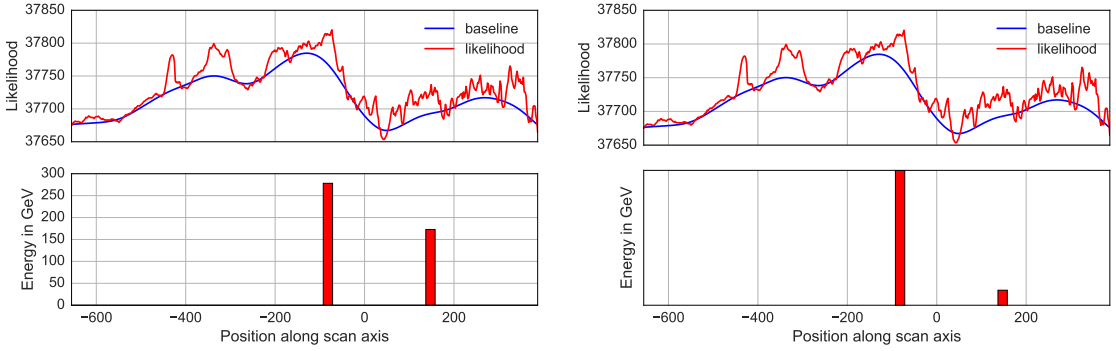 37850
37800
37750
37700
37650
Likelihood
baseline
likelihood
300
250
200
150
100
50
0
Energy in GeV
−600 −400 −200 0 200
Position along scan axis
37850
37800
37750
37700
37650
Likelihood
baseline
likelihood
Energy in GeV
−600 −400 −200 0 200
Position along scan axis